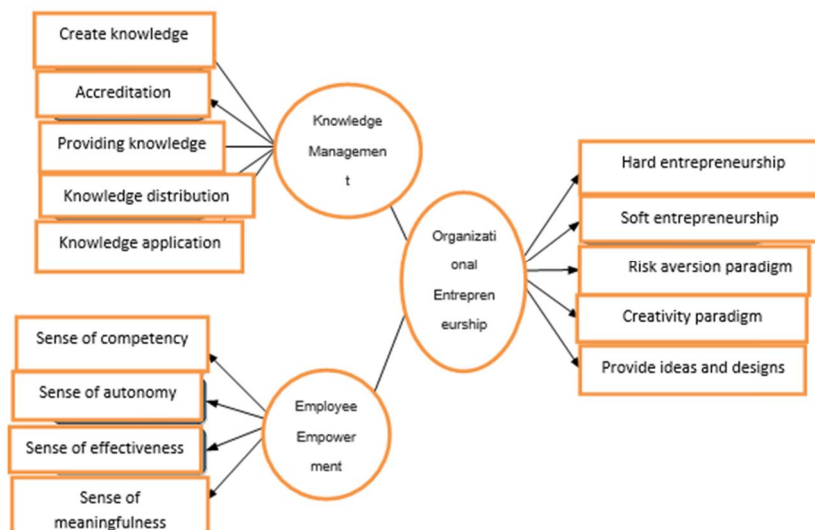 Create knowledge
Accreditation
Providing knowledge
Knowledge distribution
Knowledge application
Knowledge
Managemen
t
Organizati
onal
Entrepren
eurship
Hard entrepreneurship
Soft entrepreneurship
Risk aversion paradigm
Creativity paradigm
Provide ideas and designs
Sense of competency
Sense of autonomy
Sense of effectiveness
Sense of
meaningfulness
Employee
Empower
ment